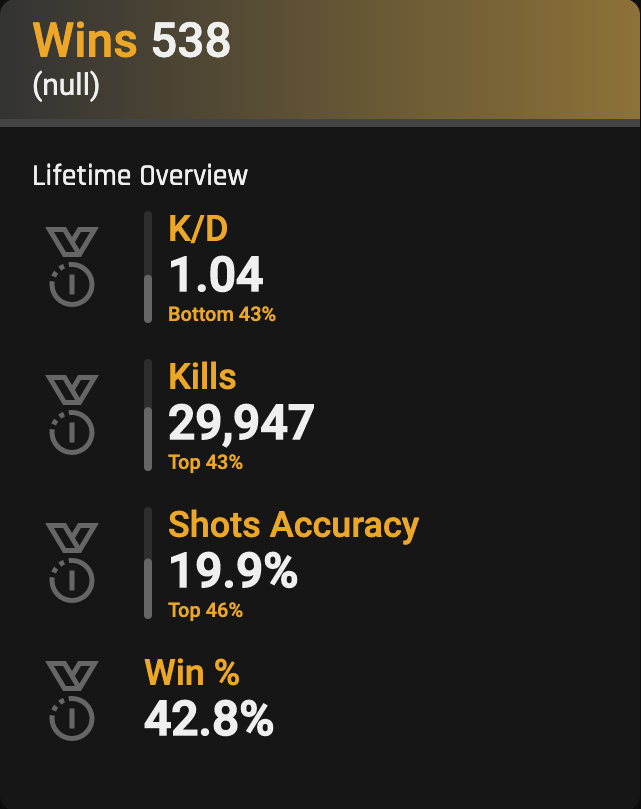 Wins 538
(null)
Lifetime Overview
K/D
1.04
Bottom 43%
Kills
29,947
Top 43%
Shots Accuracy
19.9%
Top 46%
Win %
42.8%